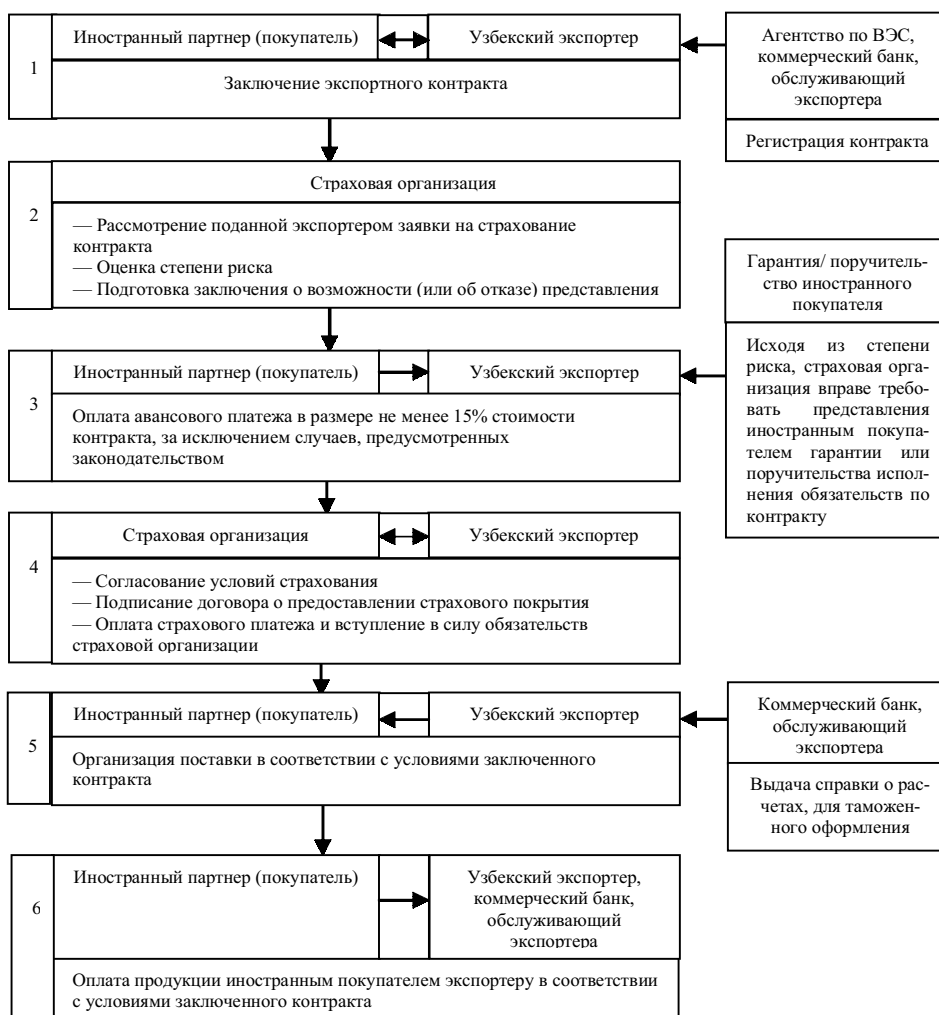 1
Иностранный партнер (покупатель)
Узбекский экспортер
Заключение экспортного контракта
Агентство по ВЭС,
коммерческий банк,
обслуживающий
экспортера
Регистрация контракта
2
Страховая организация
— Рассмотрение поданной экспортером заявки на страхование
контракта
— Оценка степени риска
— Подготовка заключения о возможности (или об отказе) представления
Гарантия/ поручитель-
ство иностранного
покупателя
Исходя из степени
риска, страховая орга-
низация вправе требо-
вать представления
иностранным покупа-
телем гарантии или
поручительства испол-
нения обязательств по
контракту
3
Иностранный партнер (покупатель)
Узбекский экспортер
Оплата авансового платежа в размере не менее 15% стоимости
контракта, за исключением случаев, предусмотренных
законодательством
4
Страховая организация
Узбекский экспортер
— Согласование условий страхования
— Подписание договора о предоставлении страхового покрытия
— Оплата страхового платежа и вступление в силу обязательств
страховой организации
5
Иностранный партнер (покупатель)
Узбекский экспортер
Организация поставки в соответствии с условиями заключенного
контракта
Коммерческий банк,
обслуживающий
экспортера
Выдача справки о рас-
четах, для таможен-
ного оформления
6
Иностранный партнер (покупатель)
Узбекский экспортер,
коммерческий банк,
обслуживающий
экспортера
Оплата продукции иностранным покупателем экспортеру в соответствии
с условиями заключенного контракта